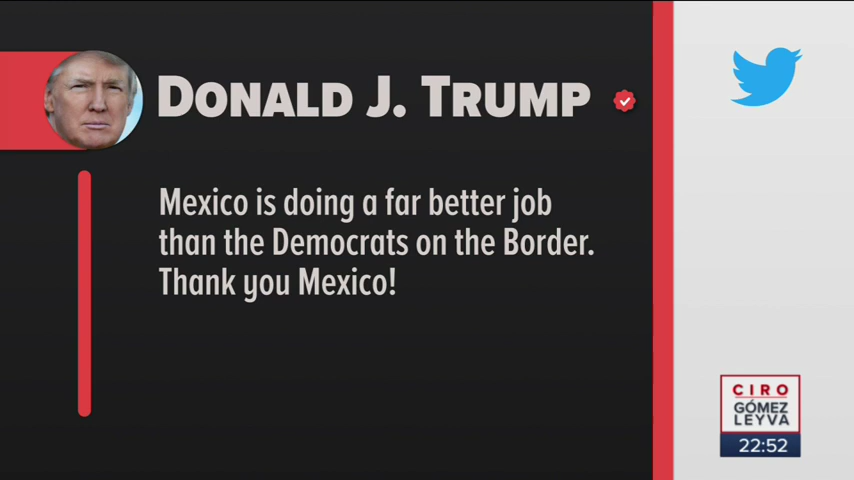 DONALD J. TRUMP
Mexico is doing a far better job
than the Democrats on the Border.
Thank you Mexico!
CIRO
GÓMEZ
LEYVA
22:52